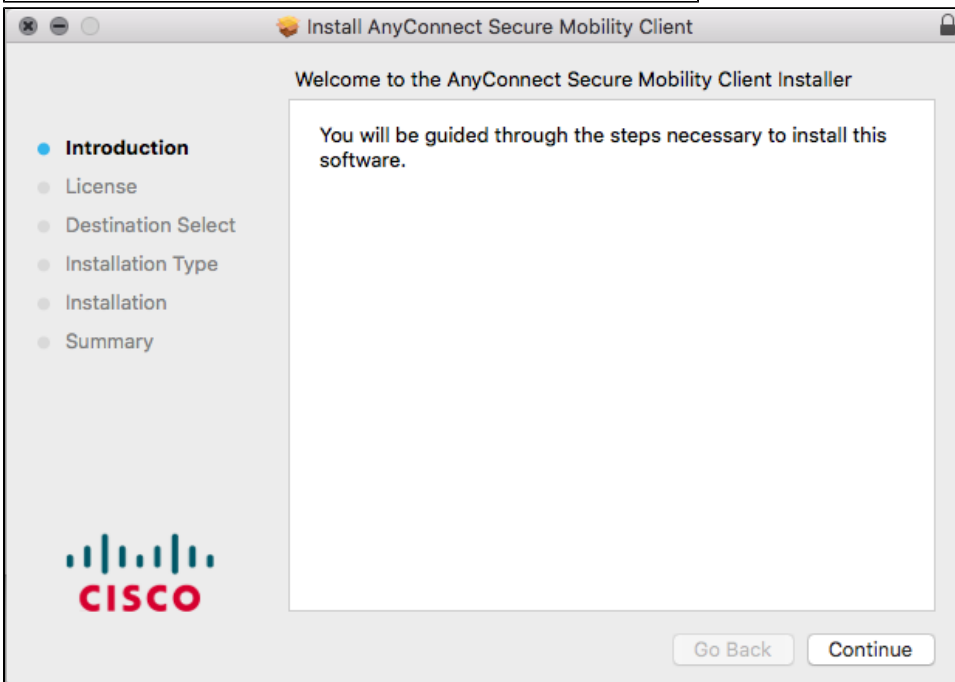 Install AnyConnect Secure Mobility Client
Welcome to the AnyConnect Secure Mobility Client Installer
Introduction
License
Destination Select
Installation Type
Installation
Summary
You will be guided through the steps necessary to install this
software.
CISCO
Go Back
Continue